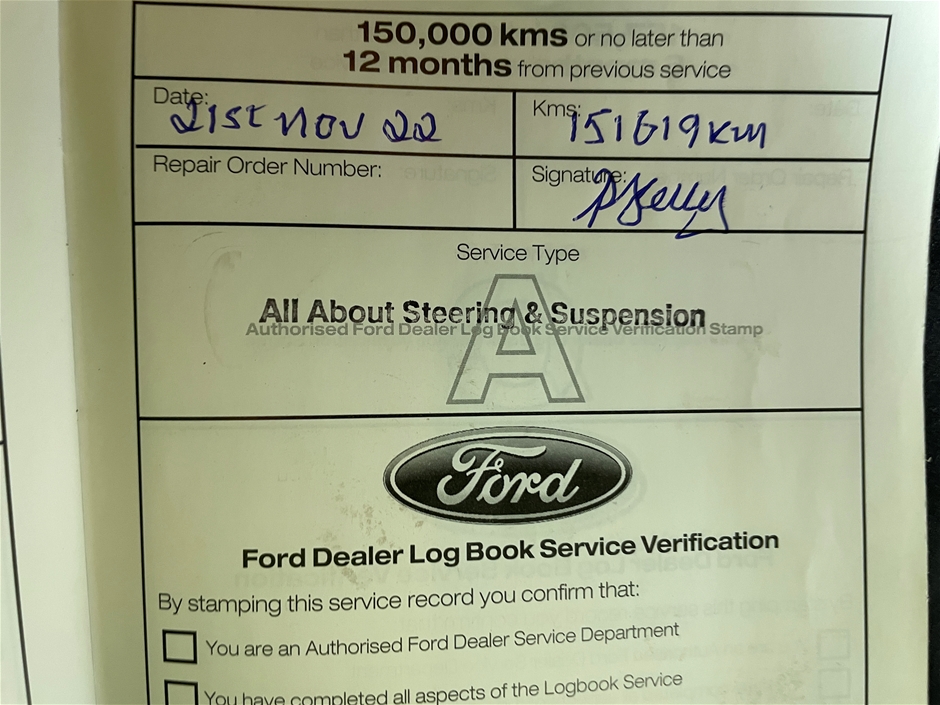 150,000 kms or no later than
12 months from previous service
Date: 21st Nov 22
Kms: 151619km
Repair Order Number:
Signature:
Service Type
A
All About Steering & Suspension
Authorised Ford Dealer Log Book Service Verification Stamp
Ford
Ford Dealer Log Book Service Verification
By stamping this service record you confirm that:
You are an Authorised Ford Dealer Service Department
You have completed all aspects of the Logbook Service